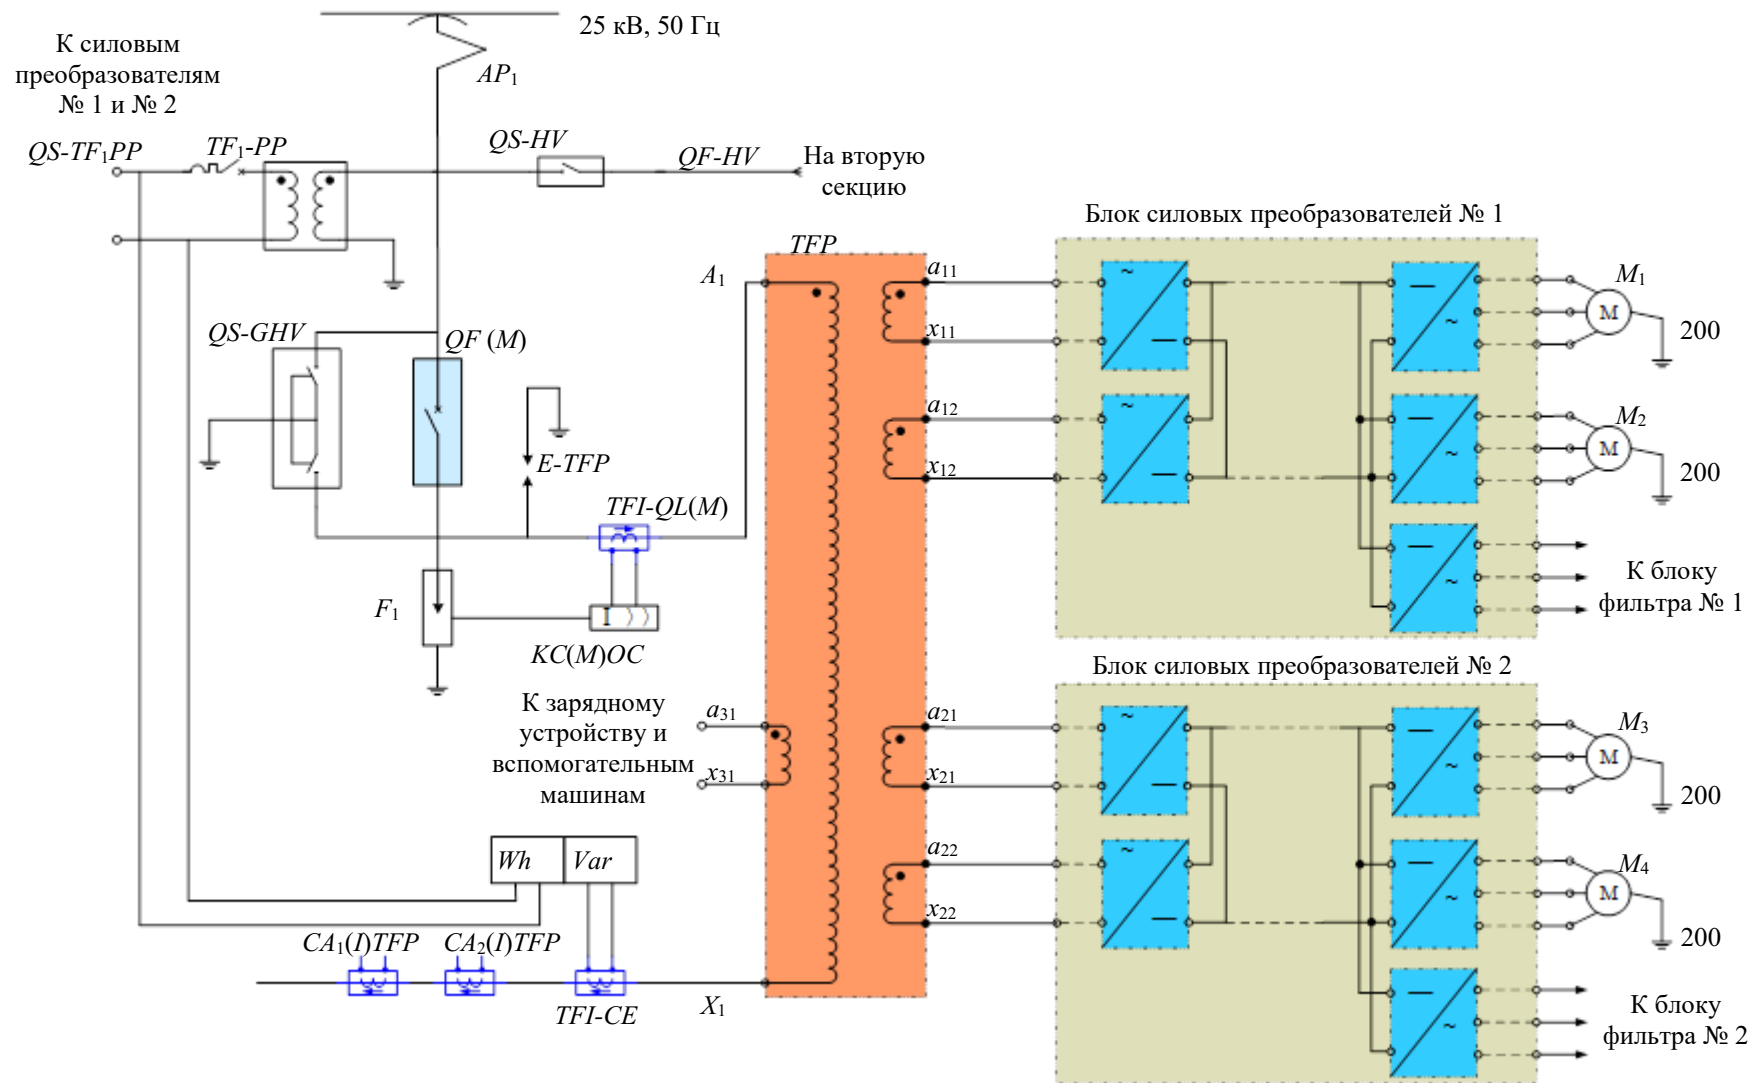 25 кВ, 50 Гц
К силовым
преобразователям
№ 1 и № 2
AP₁
QS-TF₁PP
TF₁-PP
QS-HV
QF-HV
На вторую
секцию
Блок силовых преобразователей № 1
TFP
A₁
a₁₁
~
~
M₁
M
200
x₁₁
QS-GHV
QF (M)
a₁₂
~
~
M₂
M
200
x₁₂
E-TFP
TFI-QL(M)
F₁
I
KC(M)OC
~
К блоку
фильтра № 1
Блок силовых преобразователей № 2
К зарядному
устройству и
вспомогательным
машинам
a₃₁
x₃₁
a₂₁
~
~
M₃
M
200
x₂₁
Wh
Var
a₂₂
~
~
M₄
M
200
x₂₂
CA₁(I)TFP
CA₂(I)TFP
TFI-CE
X₁
~
К блоку
фильтра № 2